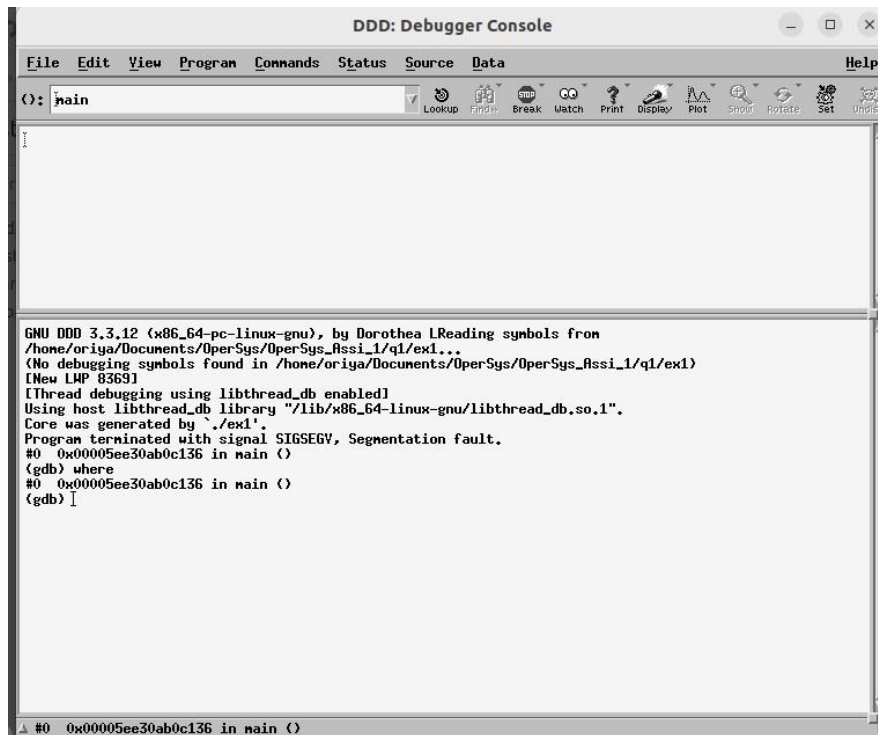 DDD: Debugger Console
File Edit View Program Commands Status Source Data Help
(): main
Lookup Find» Break Watch Print Display Plot Show Rotate Set Undis
GNU DDD 3.3.12 (x86_64-pc-linux-gnu), by Dorothea LReading symbols from
/home/oriya/Documents/OperSys/OperSys_Assi_1/q1/ex1...
(No debugging symbols found in /home/oriya/Documents/OperSys/OperSys_Assi_1/q1/ex1)
[New LWP 8369]
[Thread debugging using libthread_db enabled]
Using host libthread_db library "/lib/x86_64-linux-gnu/libthread_db.so.1".
Core was generated by `./ex1'.
Program terminated with signal SIGSEGV, Segmentation fault.
#0 0x00005ee30ab0c136 in main ()
(gdb) where
#0 0x00005ee30ab0c136 in main ()
(gdb)
#0 0x00005ee30ab0c136 in main ()